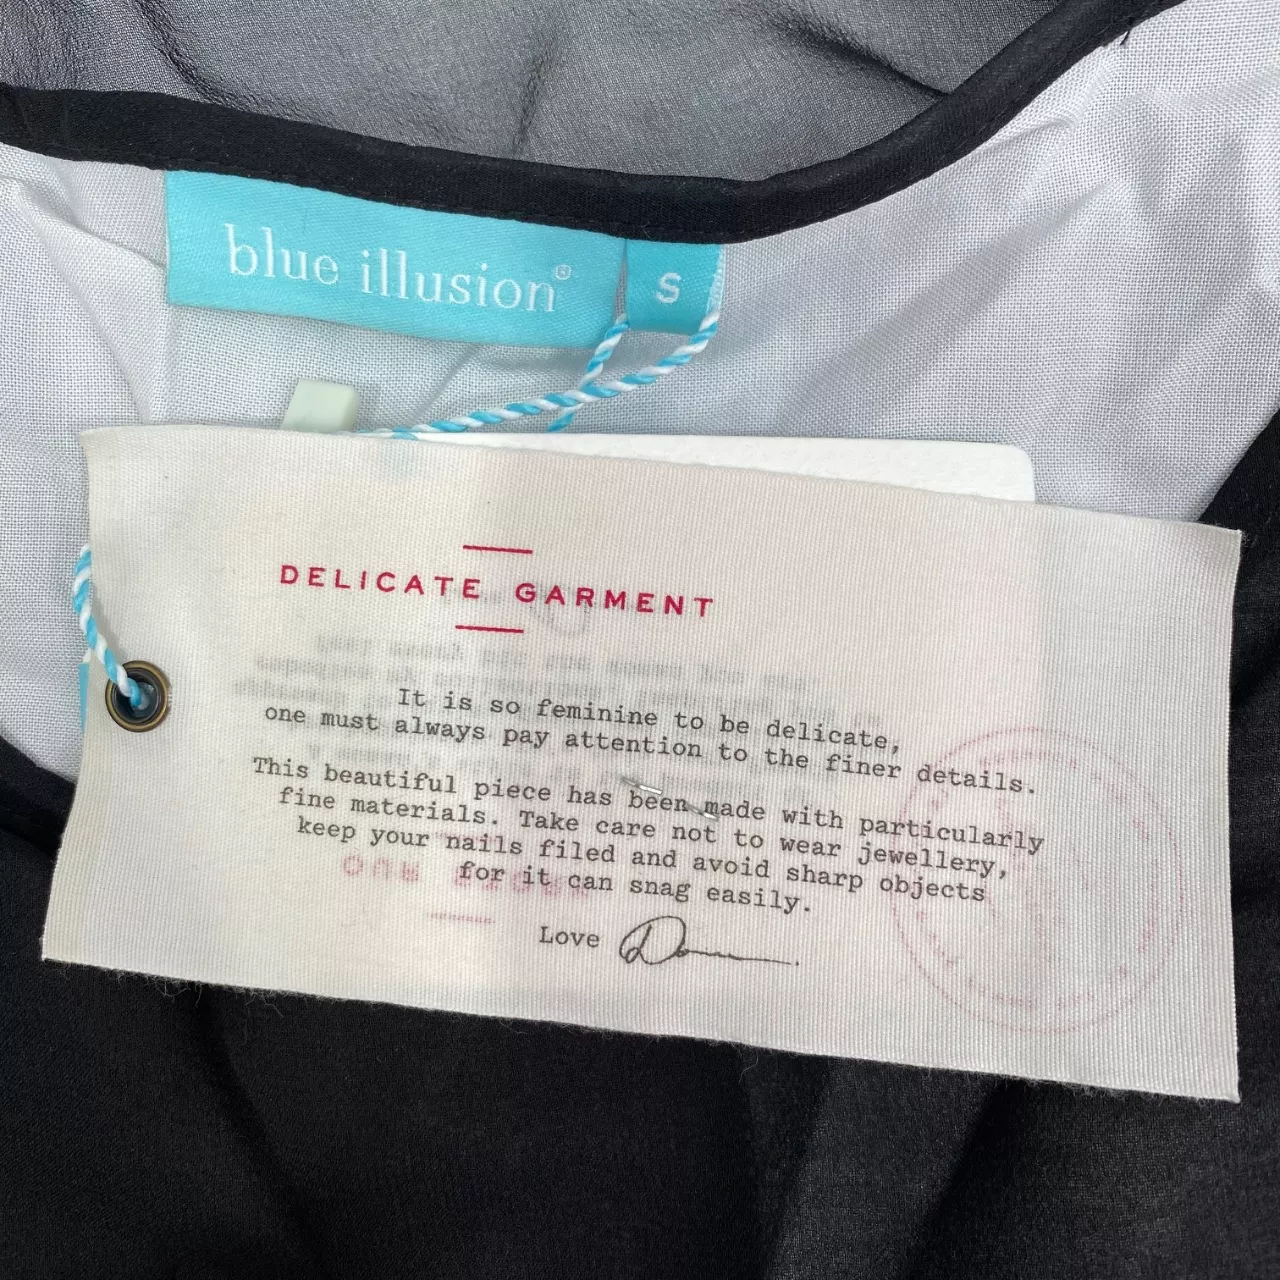 blue illusion®
S
DELICATE GARMENT
It is so feminine to be delicate,
one must always pay attention to the finer details.
This beautiful piece has been made with particularly
fine materials. Take care not to wear jewellery,
keep your nails filed and avoid sharp objects
for it can snag easily.
Love